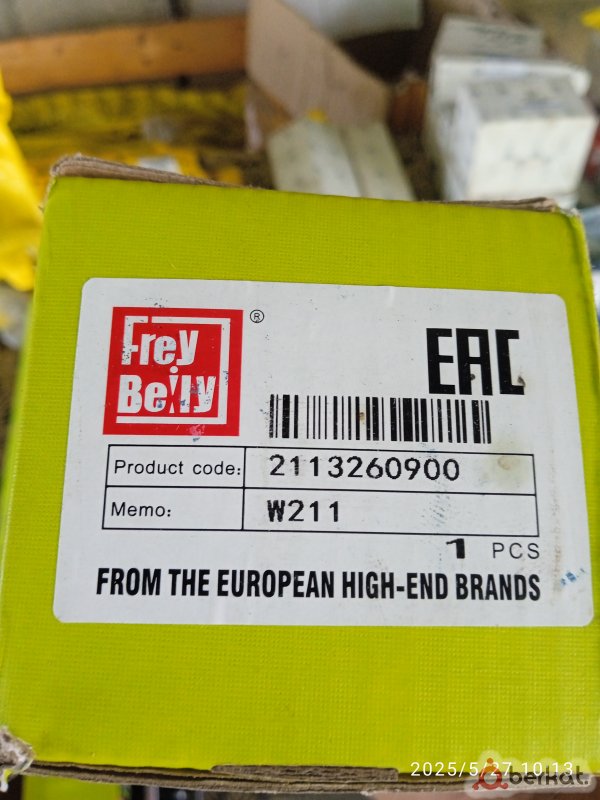 Frey
Belly
®
EAC
Product code: 2113260900
Memo: W211
1 PCS
FROM THE EUROPEAN HIGH-END BRANDS
2025/5/27 10:13
berkat.